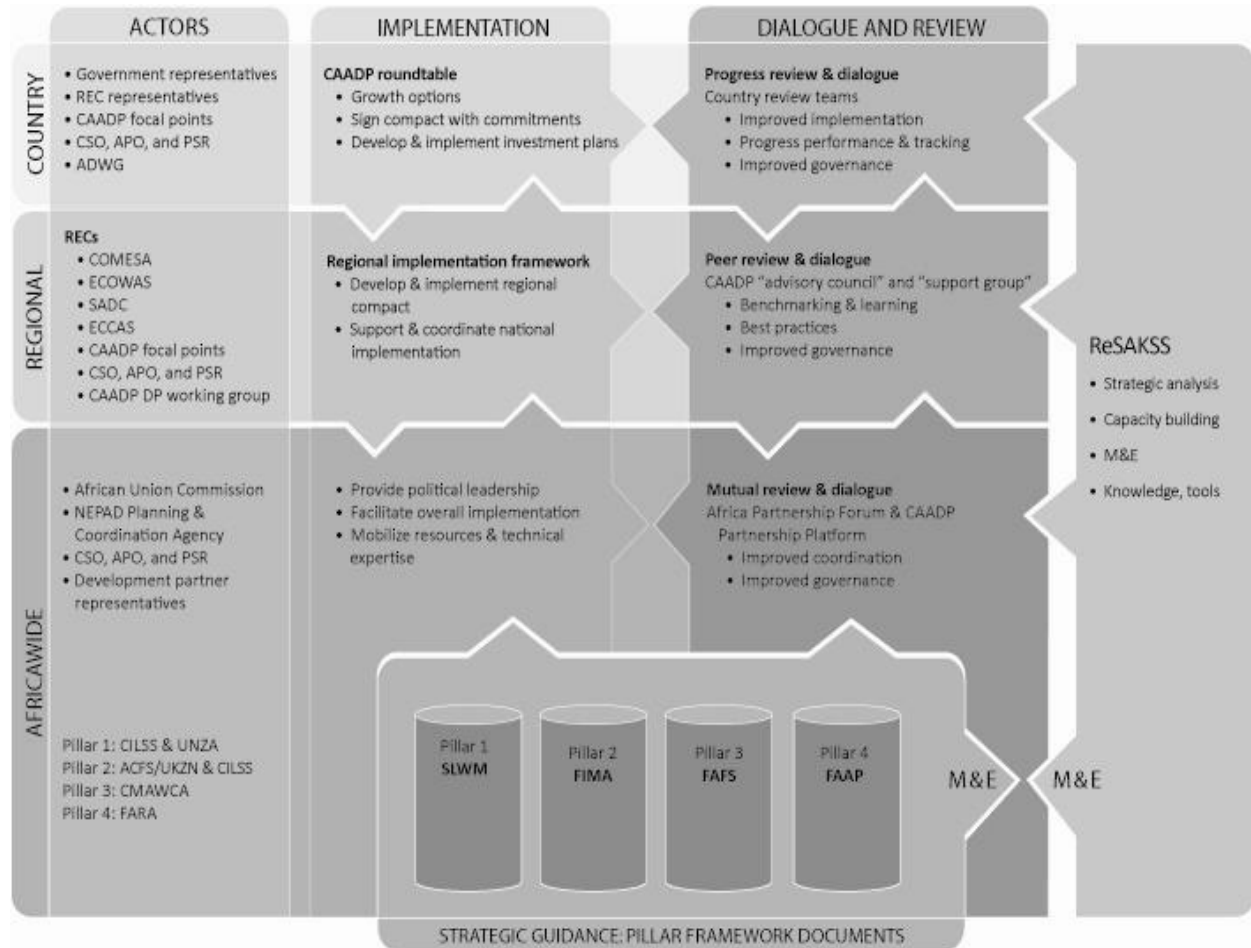 ACTORS
IMPLEMENTATION
DIALOGUE AND REVIEW
COUNTRY
• Government representatives
• REC representatives
• CAADP focal points
• CSO, APO, and PSR
• ADWG
CAADP roundtable
• Growth options
• Sign compact with commitments
• Develop & implement investment plans
Progress review & dialogue
Country review teams
• Improved implementation
• Progress performance & tracking
• Improved governance
REGIONAL
RECs
• COMESA
• ECOWAS
• SADC
• ECCAS
• CAADP focal points
• CSO, APO, and PSR
• CAADP DP working group
Regional implementation framework
• Develop & implement regional
compact
• Support & coordinate national
implementation
Peer review & dialogue
CAADP “advisory council” and “support group”
• Benchmarking & learning
• Best practices
• Improved governance
AFRICAWIDE
• African Union Commission
• NEPAD Planning &
Coordination Agency
• CSO, APO, and PSR
• Development partner
representatives
• Provide political leadership
• Facilitate overall implementation
• Mobilize resources & technical
expertise
Mutual review & dialogue
Africa Partnership Forum & CAADP
Partnership Platform
• Improved coordination
• Improved governance
Pillar 1: CILSS & UNZA
Pillar 2: ACFS/UKZN & CILSS
Pillar 3: CMAWCA
Pillar 4: FARA
Pillar 1
SLWM
Pillar 2
FIMA
Pillar 3
FAFS
Pillar 4
FAAP
M&E
M&E
STRATEGIC GUIDANCE: PILLAR FRAMEWORK DOCUMENTS
ReSAKSS
• Strategic analysis
• Capacity building
• M&E
• Knowledge, tools